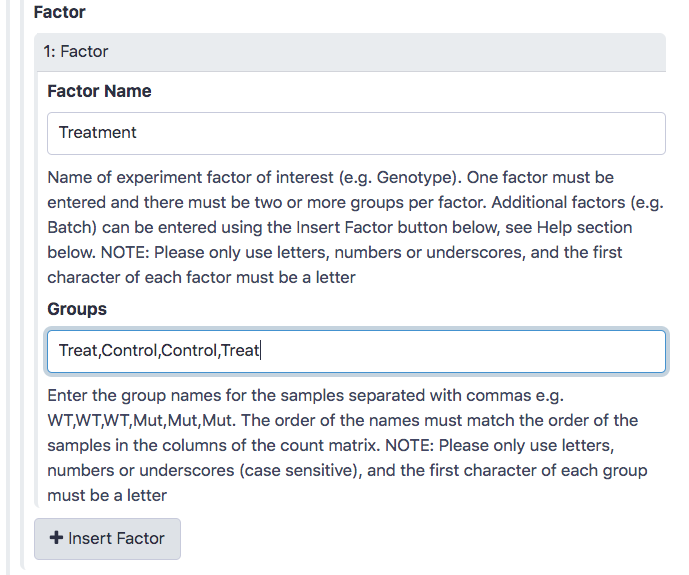 Factor
1: Factor
Factor Name
Treatment
Name of experiment factor of interest (e.g. Genotype). One factor must be
entered and there must be two or more groups per factor. Additional factors (e.g.
Batch) can be entered using the Insert Factor button below, see Help section
below. NOTE: Please only use letters, numbers or underscores, and the first
character of each factor must be a letter
Groups
Treat,Control,Control,Treat
Enter the group names for the samples separated with commas e.g.
WT,WT,WT,Mut,Mut,Mut. The order of the names must match the order of the
samples in the columns of the count matrix. NOTE: Please only use letters,
numbers or underscores (case sensitive), and the first character of each group
must be a letter
+ Insert Factor